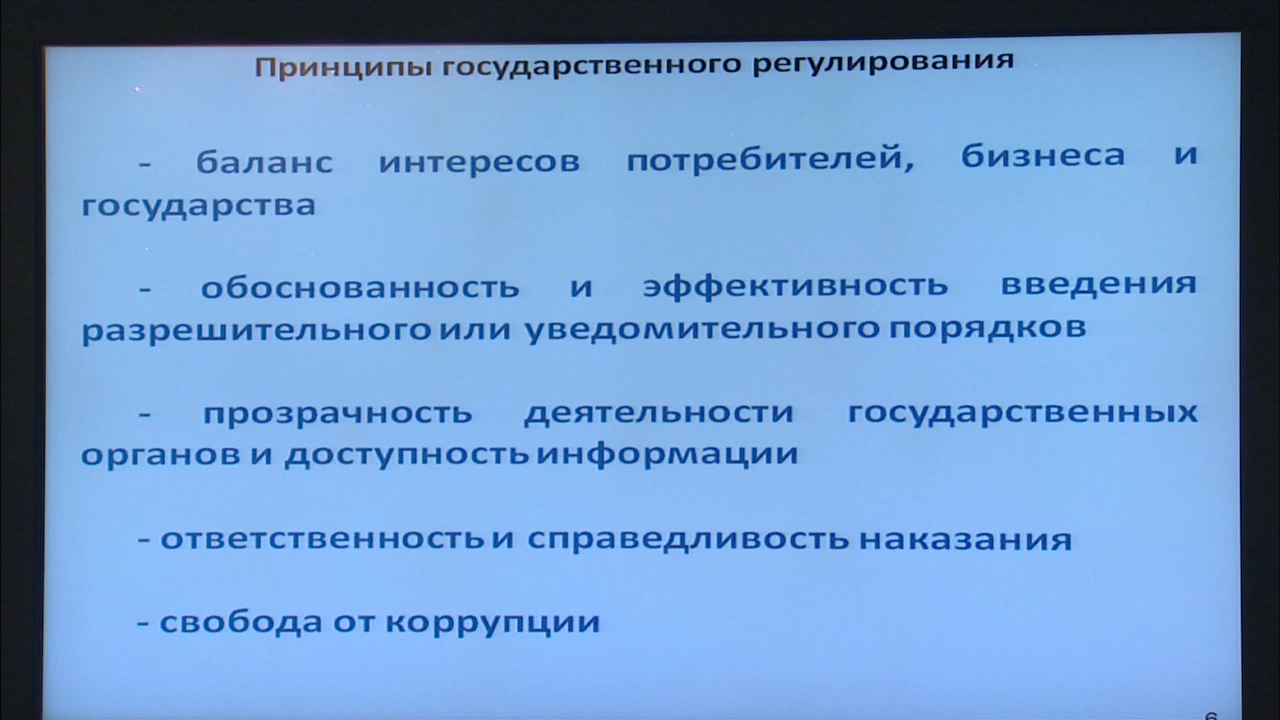 Принципы государственного регулирования
- баланс интересов потребителей, бизнеса и
государства
- обоснованность и эффективность введения
разрешительного или уведомительного порядков
- прозрачность деятельности государственных
органов и доступность информации
- ответственность и справедливость наказания
- свобода от коррупции
6